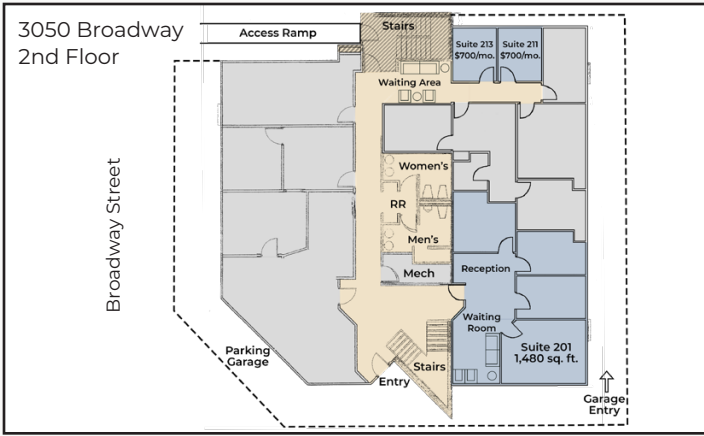 3050 Broadway
2nd Floor
Access Ramp
Stairs
Suite 213
$700/mo.
Suite 211
$700/mo.
Waiting Area
Women's
RR
Men's
Mech
Reception
Waiting
Room
Suite 201
1,480 sq. ft.
Broadway Street
Parking
Garage
Entry
Stairs
Garage
Entry